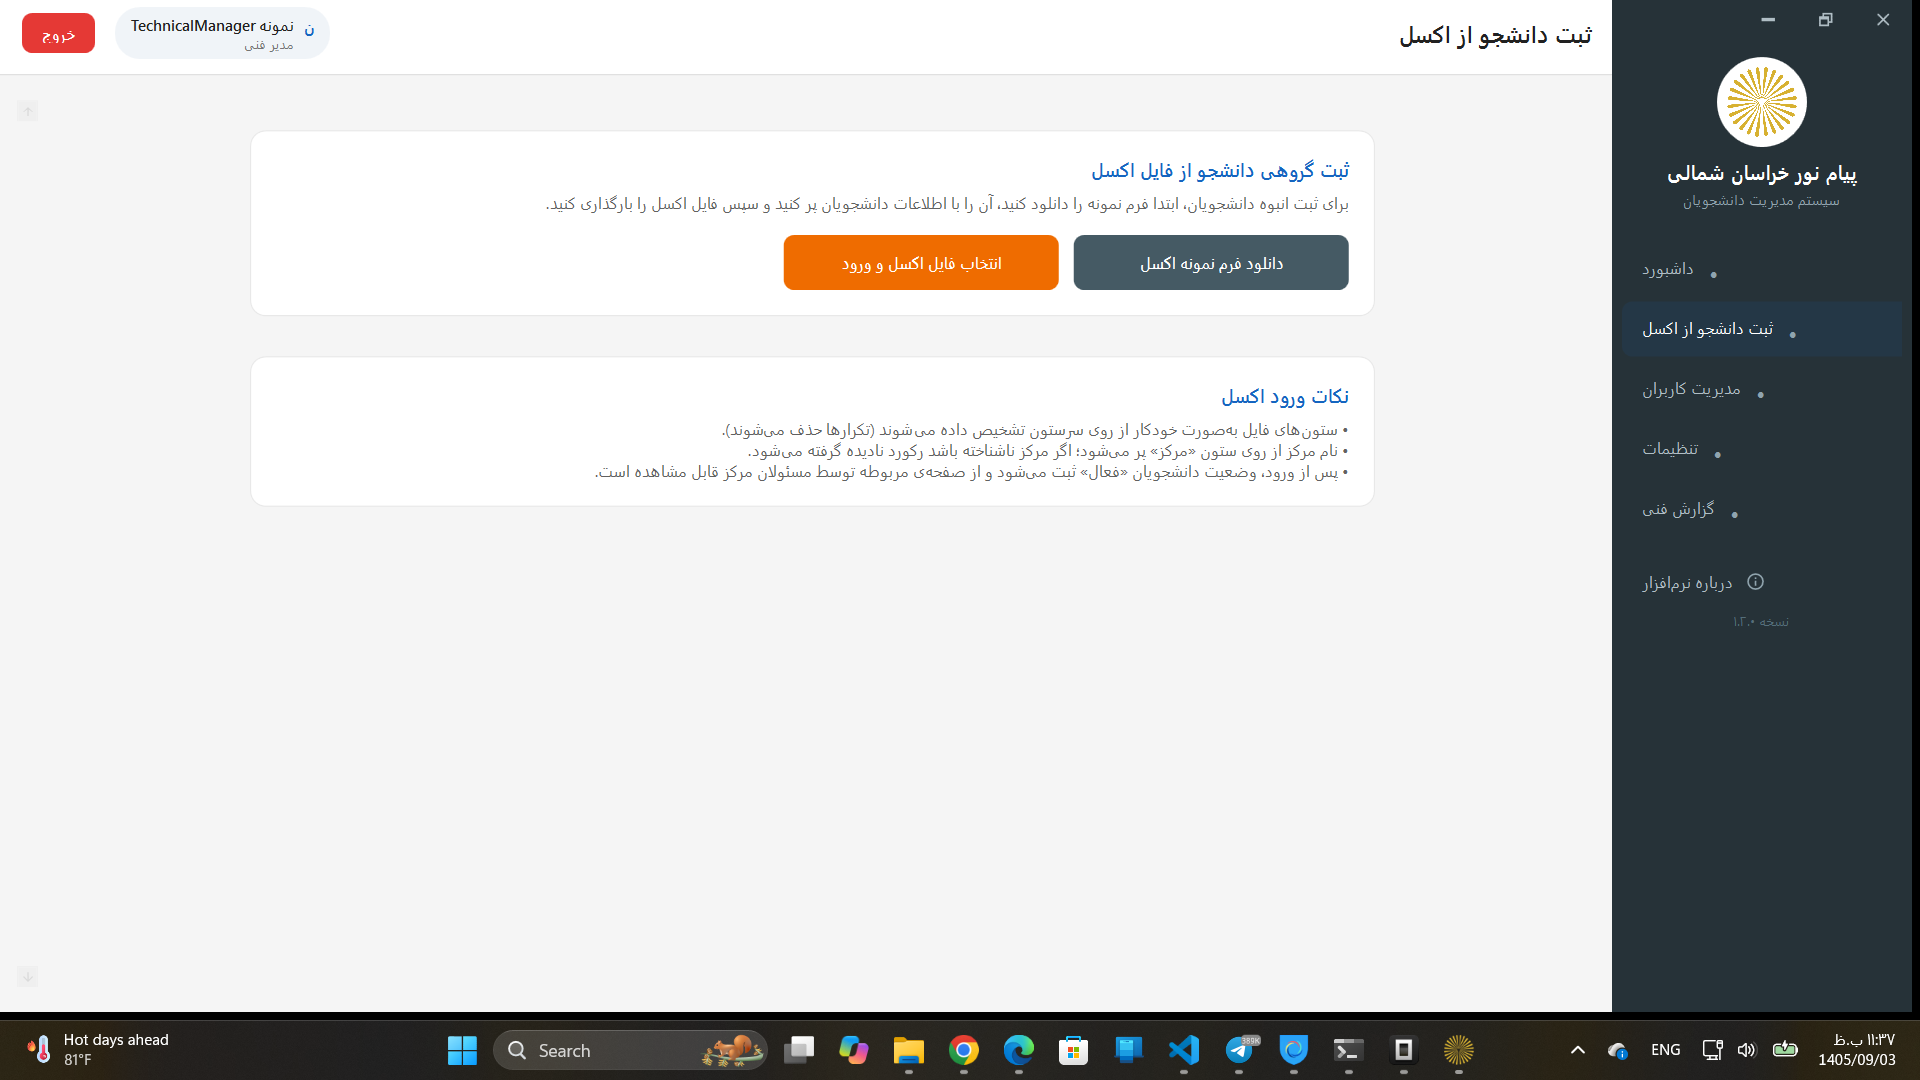 ثبت دانشجو از اکسل
ن
نمونه TechnicalManager
مدیر فنی
خروج
پیام نور خراسان شمالی
سیستم مدیریت دانشجویان
داشبورد
ثبت دانشجو از اکسل
مدیریت کاربران
تنظیمات
گزارش فنی
درباره نرم‌افزار
نسخه ۱.۲.۰
ثبت گروهی دانشجو از فایل اکسل
برای ثبت انبوه دانشجویان، ابتدا فرم نمونه را دانلود کنید، آن را با اطلاعات دانشجویان پر کنید و سپس فایل اکسل را بارگذاری کنید.
دانلود فرم نمونه اکسل
انتخاب فایل اکسل و ورود
نکات ورود اکسل
• ستون‌های فایل به‌صورت خودکار از روی سرستون تشخیص داده می‌شوند (تکرارها حذف می‌شوند).
• نام مرکز از روی ستون «مرکز» پر می‌شود؛ اگر مرکز ناشناخته باشد رکورد نادیده گرفته می‌شود.
• پس از ورود، وضعیت دانشجویان «فعال» ثبت می‌شود و از صفحه‌ی مربوطه توسط مسئولان مرکز قابل مشاهده است.
Hot days ahead
81°F
Search
389K
ENG
۱۱:۳۷ ب.ظ
1405/09/03